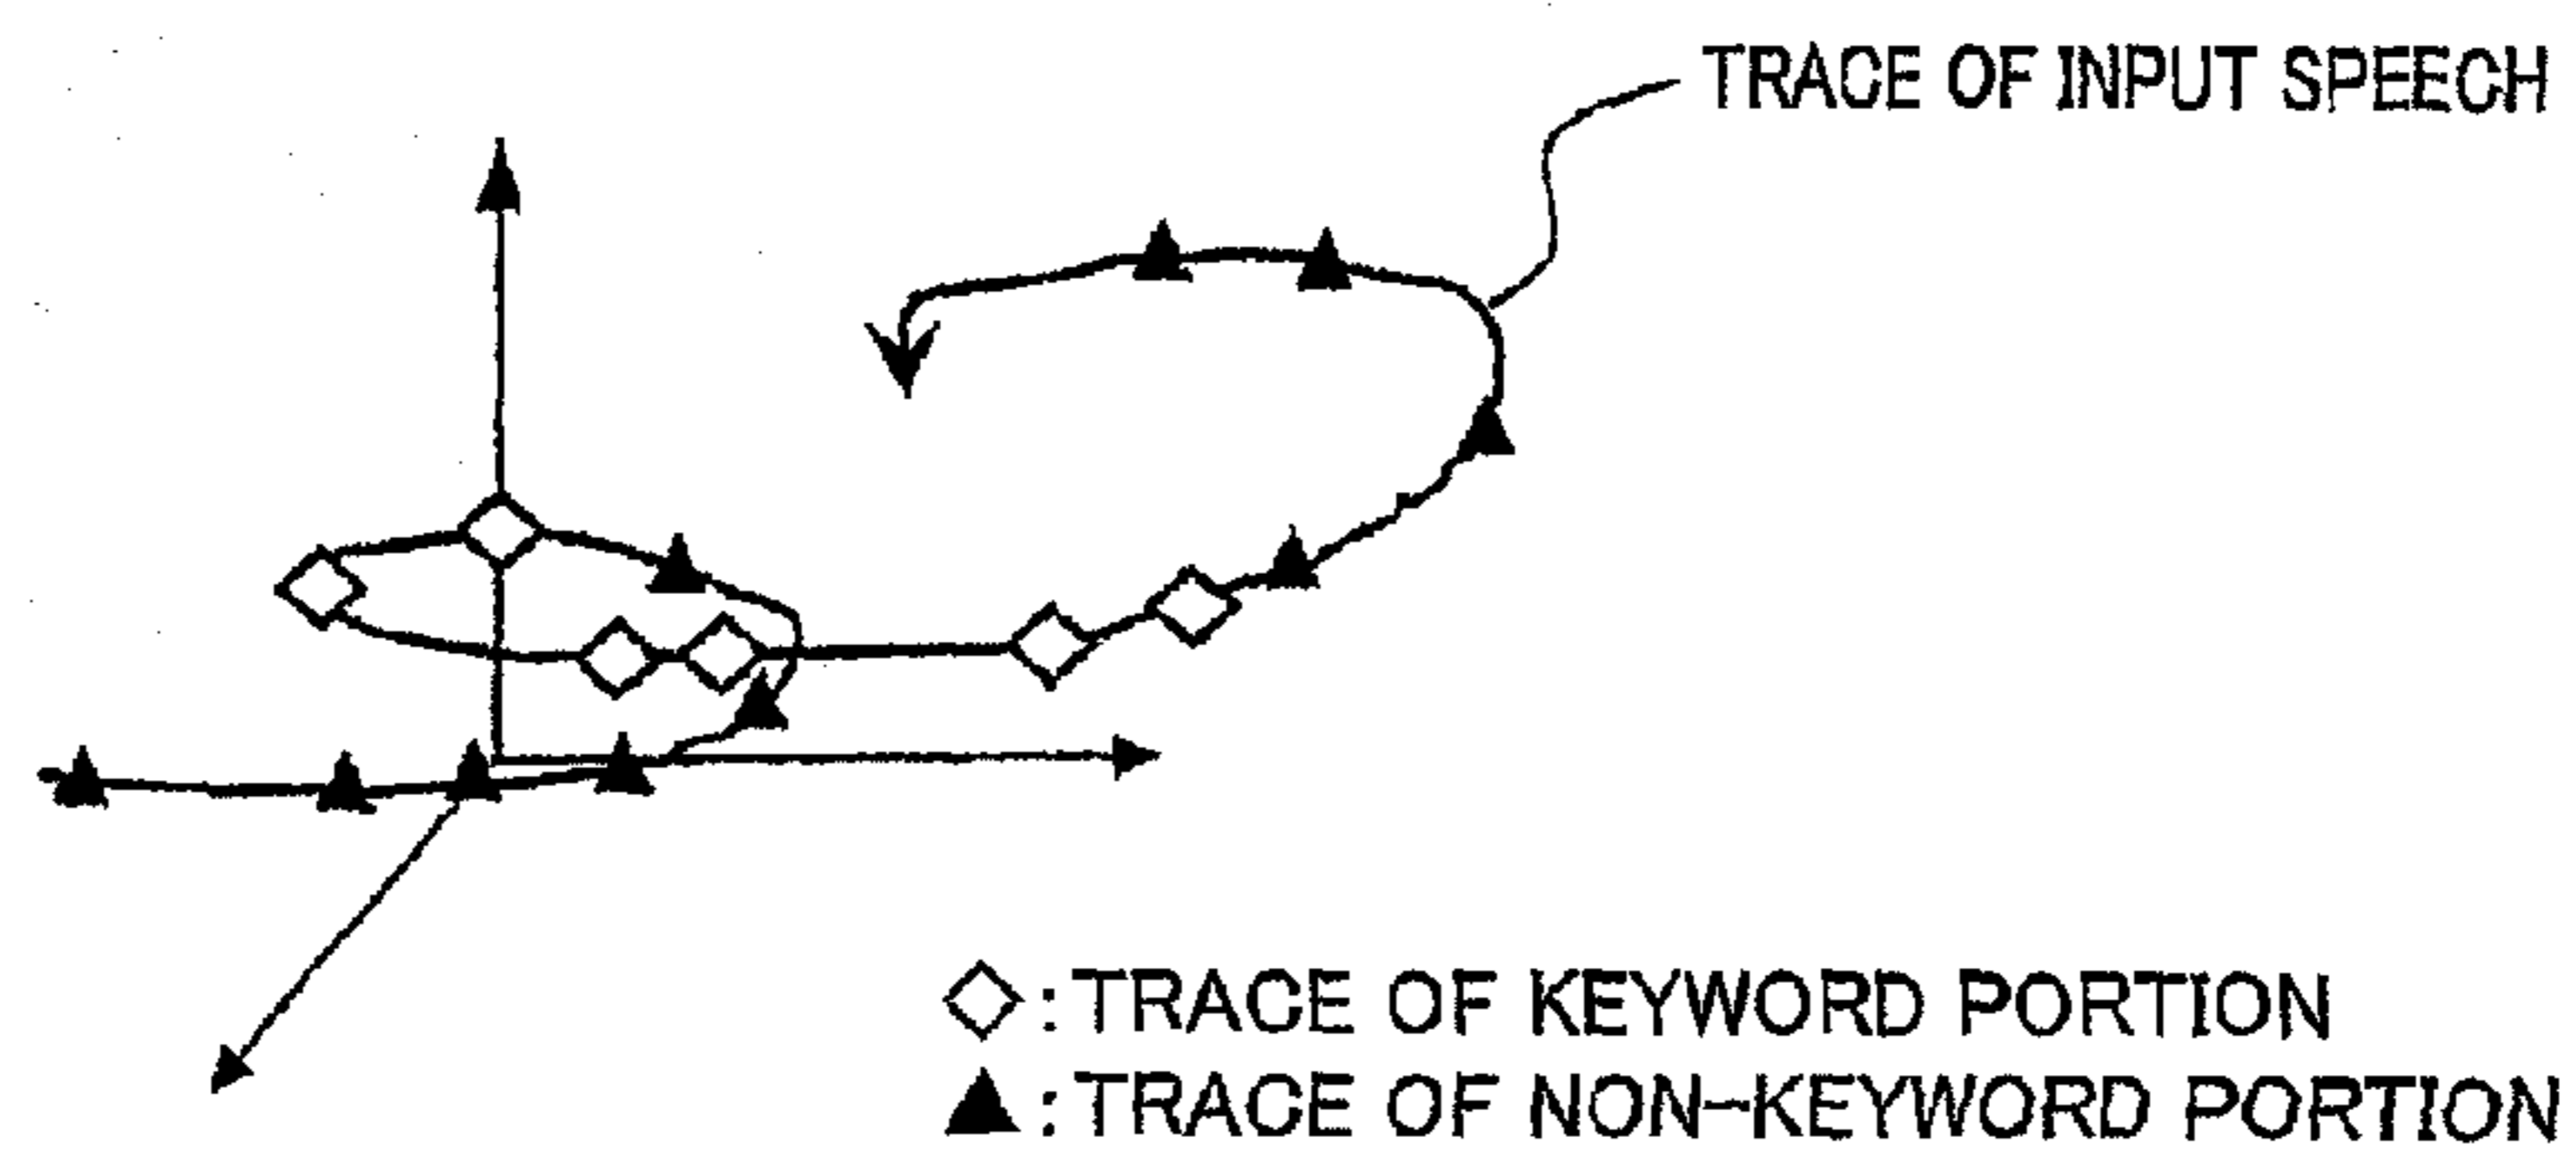 TRACE OF INPUT SPEECH
◇: TRACE OF KEYWORD PORTION
▲: TRACE OF NON-KEYWORD PORTION